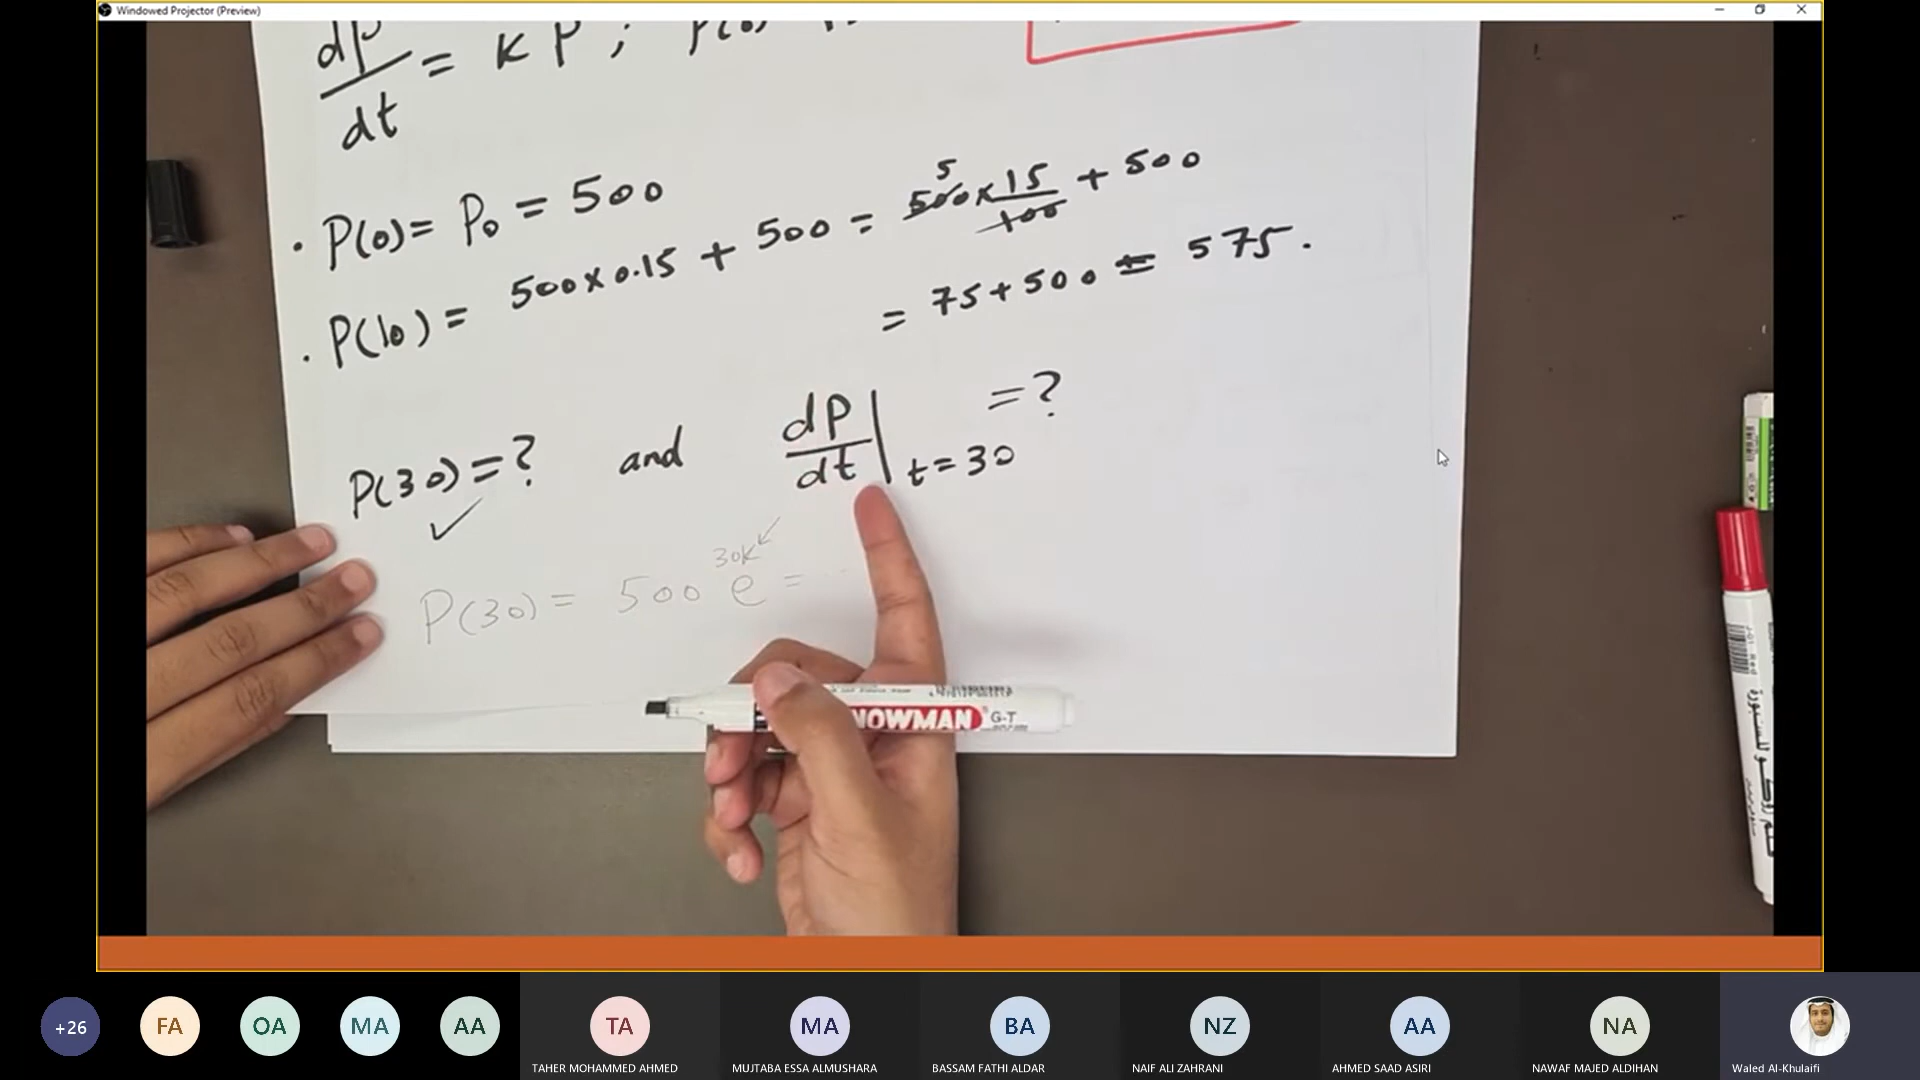 Windowed Projector (Preview)
dP/dt = KP ; P(0)
• P(0) = P₀ = 500
• P(10) = 500×0.15 + 500 = 500×15/100 + 500
5
= 75 + 500 = 575.
P(30) = ? and dP/dt | t=30 = ?
✓
P(30) = 500 e^30K =
NOWMAN G-T
+26
FA
OA
MA
AA
TA
MA
BA
NZ
AA
NA
TAHER MOHAMMED AHMED
MUJTABA ESSA ALMUSHARA
BASSAM FATHI ALDAR
NAIF ALI ZAHRANI
AHMED SAAD ASIRI
NAWAF MAJED ALDIHAN
Waled Al-Khulaifi